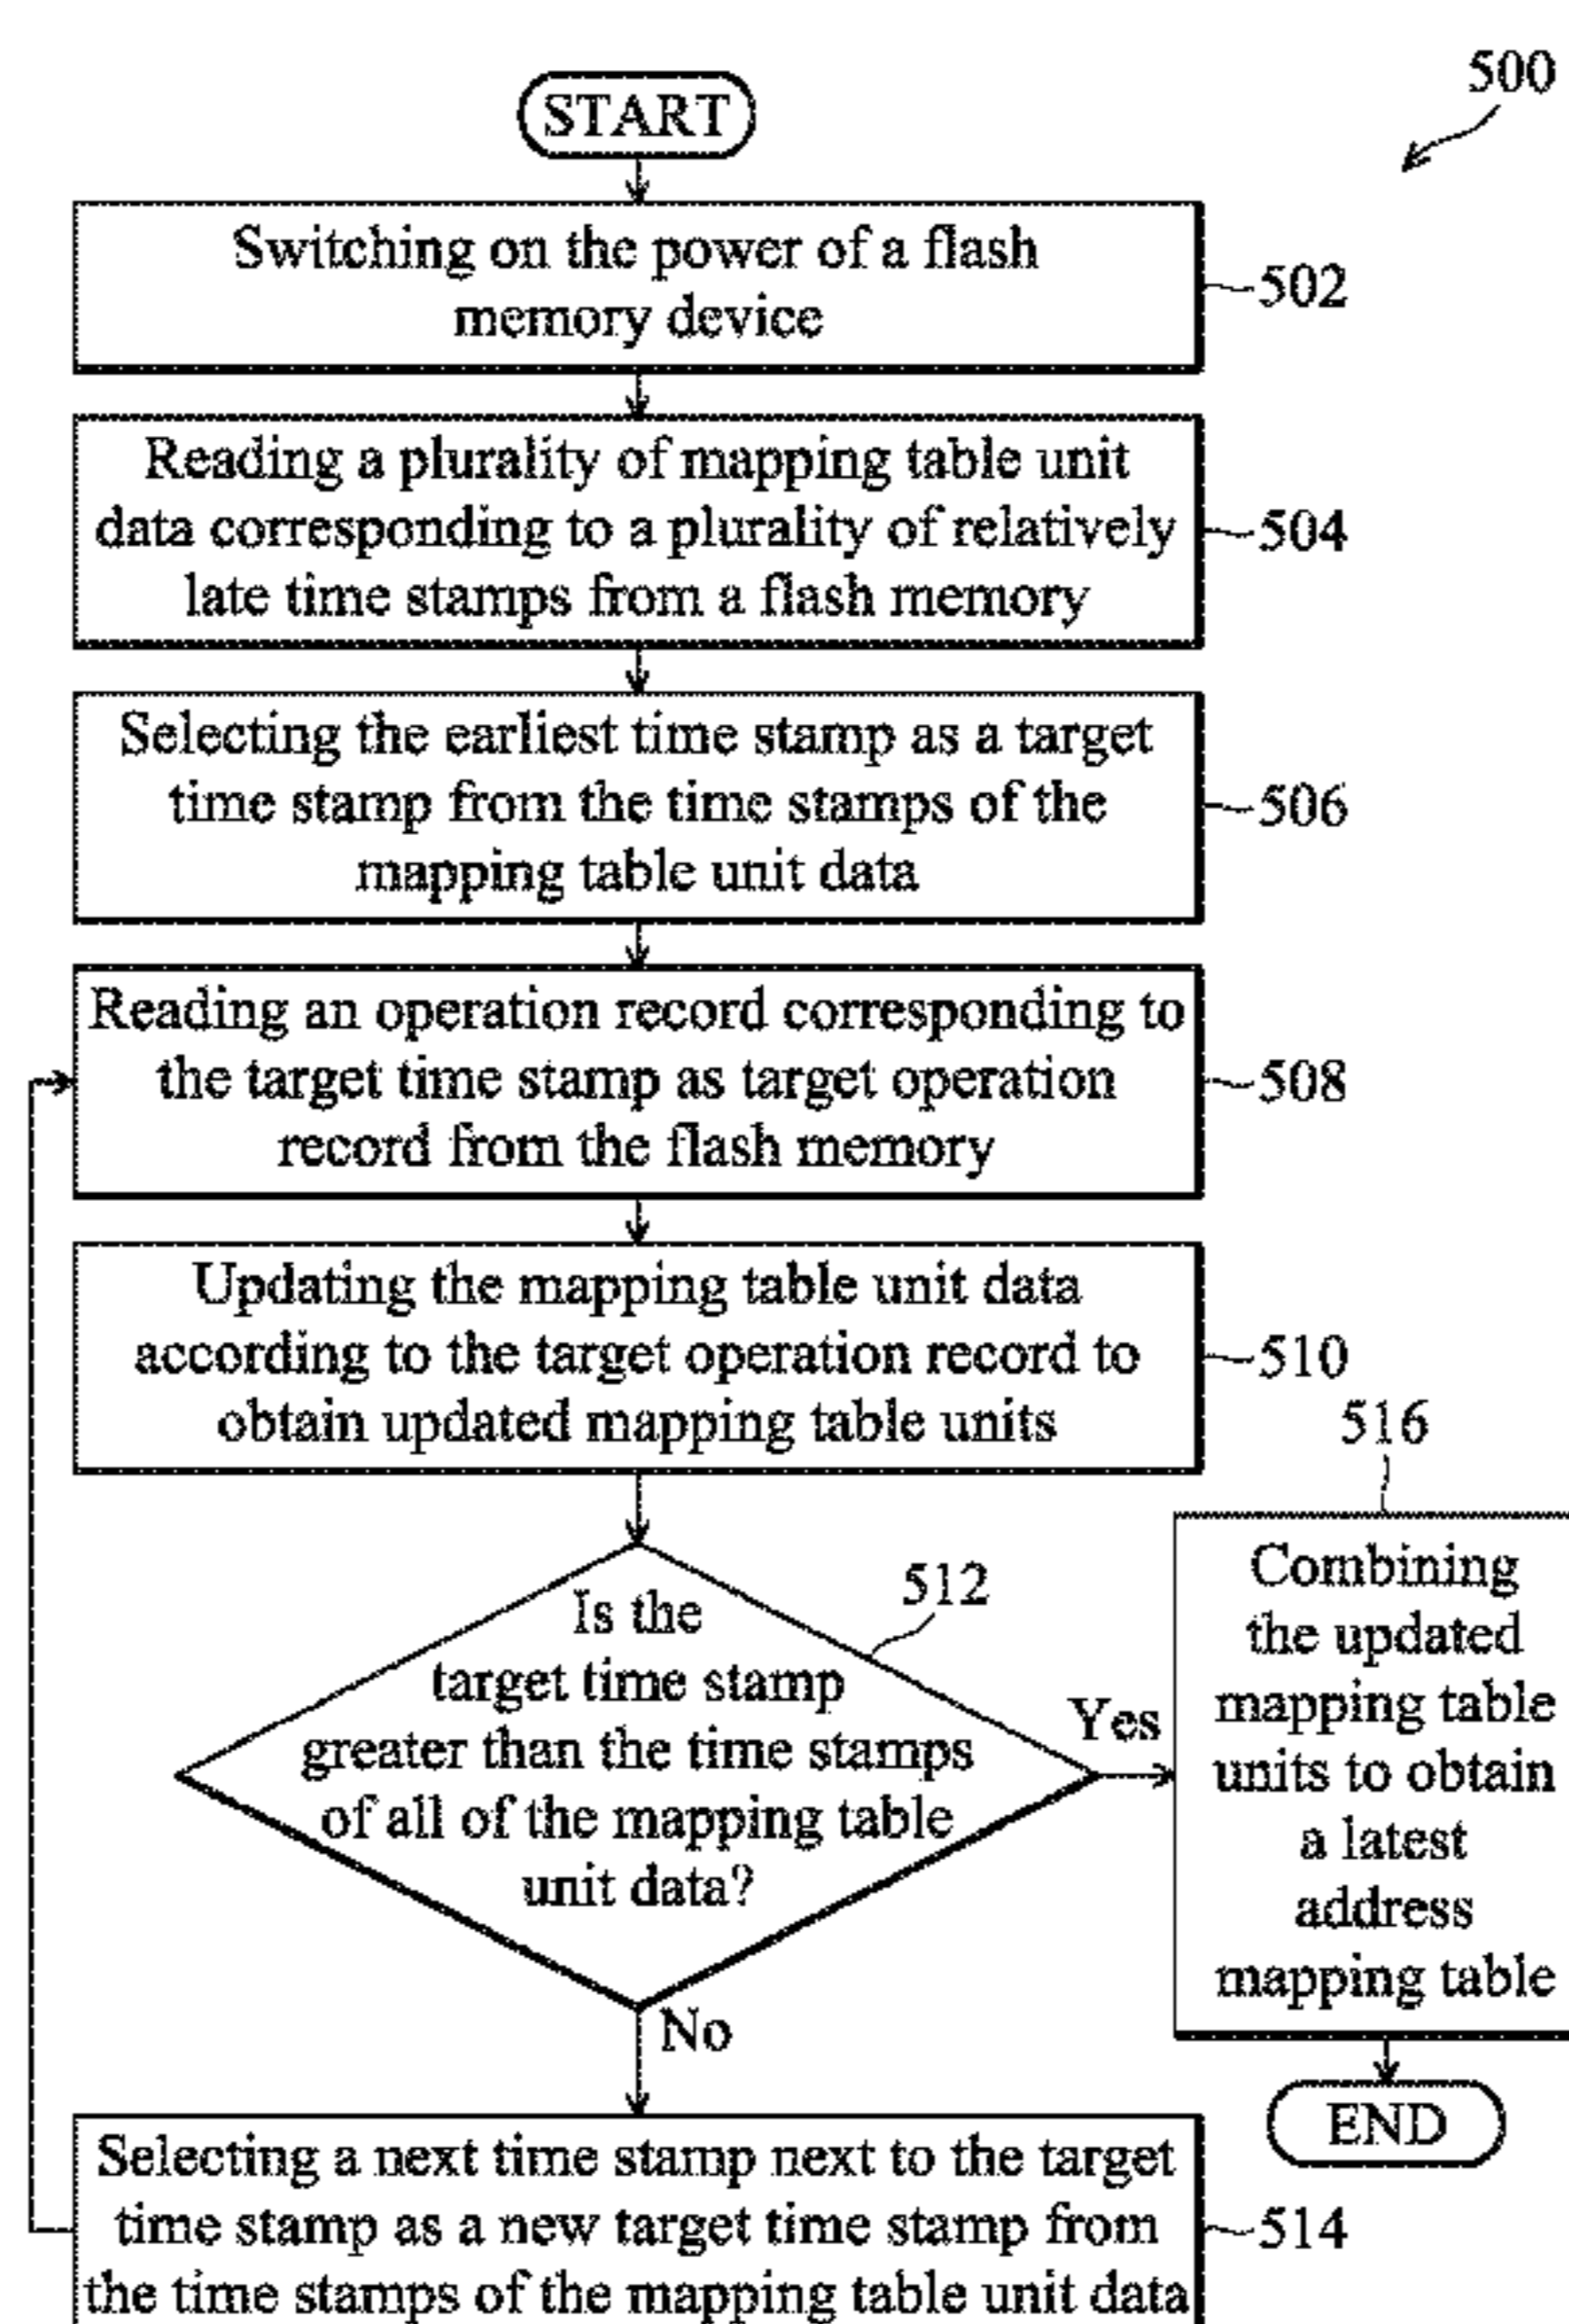 500
START
Switching on the power of a flash
memory device
502
Reading a plurality of mapping table unit
data corresponding to a plurality of relatively
late time stamps from a flash memory
504
Selecting the earliest time stamp as a target
time stamp from the time stamps of the
mapping table unit data
506
Reading an operation record corresponding to
the target time stamp as target operation
record from the flash memory
508
Updating the mapping table unit data
according to the target operation record to
obtain updated mapping table units
510
512
Is the
target time stamp
greater than the time stamps
of all of the mapping table
unit data?
Yes
516
Combining
the updated
mapping table
units to obtain
a latest
address
mapping table
END
No
Selecting a next time stamp next to the target
time stamp as a new target time stamp from
the time stamps of the mapping table unit data
514